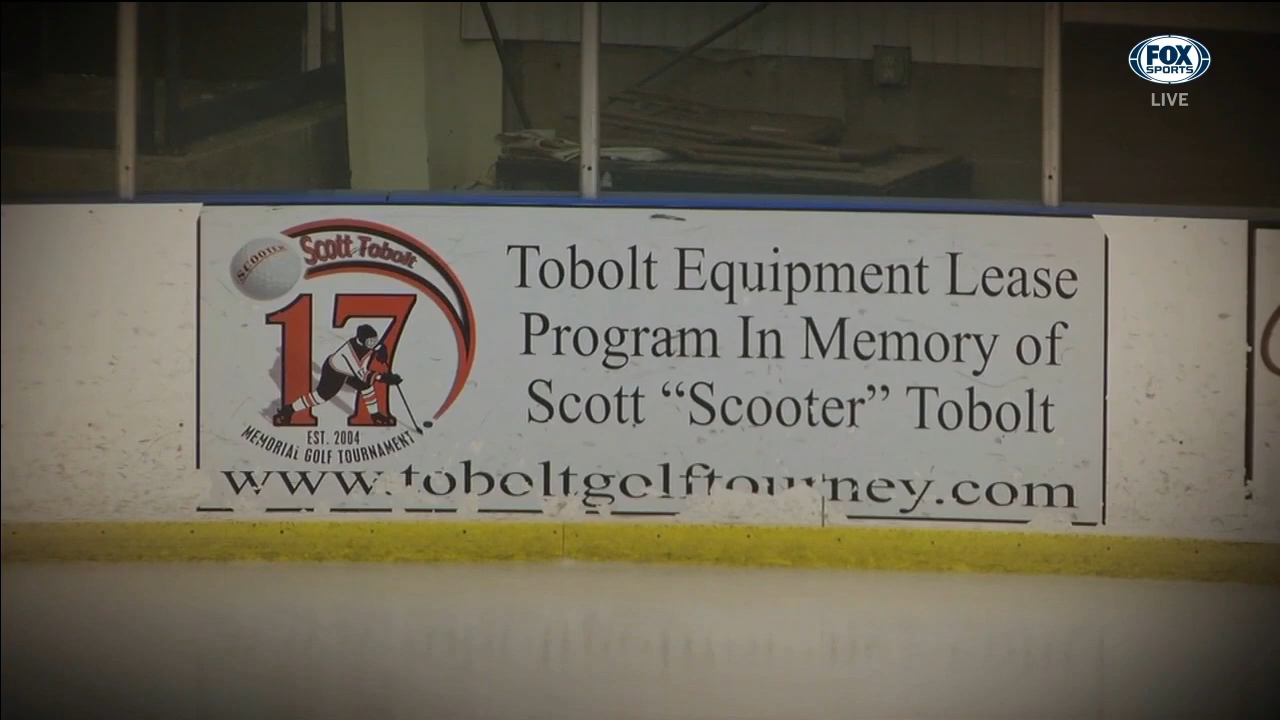 FOX
SPORTS
LIVE
SCOOTER
Scott Tobolt
17
EST. 2004
MEMORIAL GOLF TOURNAMENT
Tobolt Equipment Lease
Program In Memory of
Scott “Scooter” Tobolt
www.toboltgolftourney.com